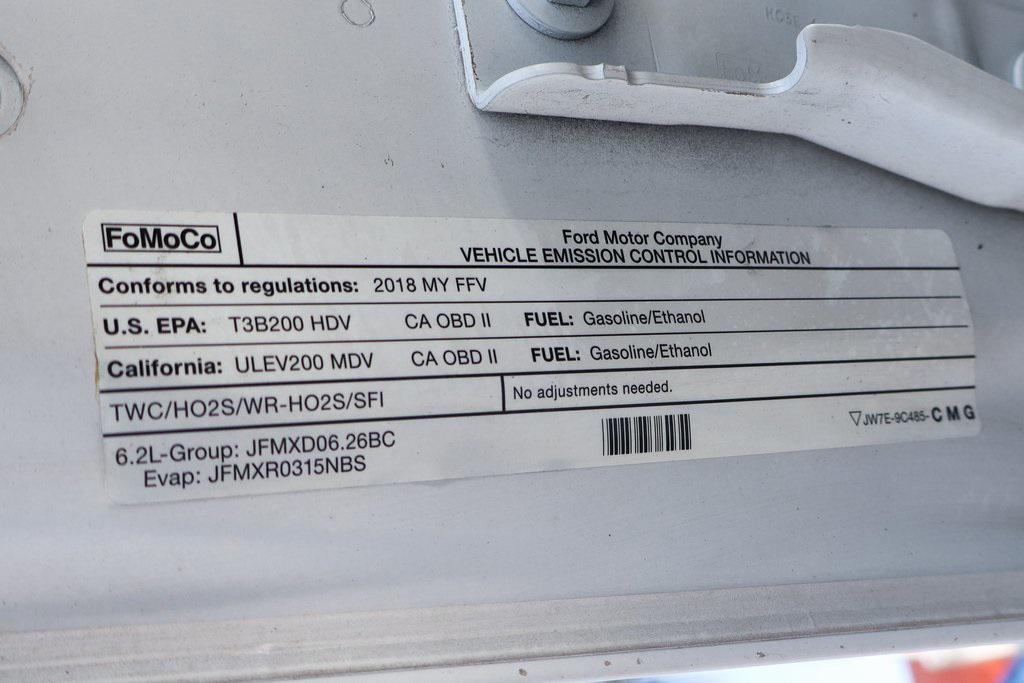 FoMoCo
Ford Motor Company
VEHICLE EMISSION CONTROL INFORMATION
Conforms to regulations: 2018 MY FFV
U.S. EPA: T3B200 HDV CA OBD II FUEL: Gasoline/Ethanol
California: ULEV200 MDV CA OBD II FUEL: Gasoline/Ethanol
TWC/HO2S/WR-HO2S/SFI
No adjustments needed.
6.2L-Group: JFMXD06.26BC
Evap: JFMXR0315NBS
JW7E-9C485-CMG